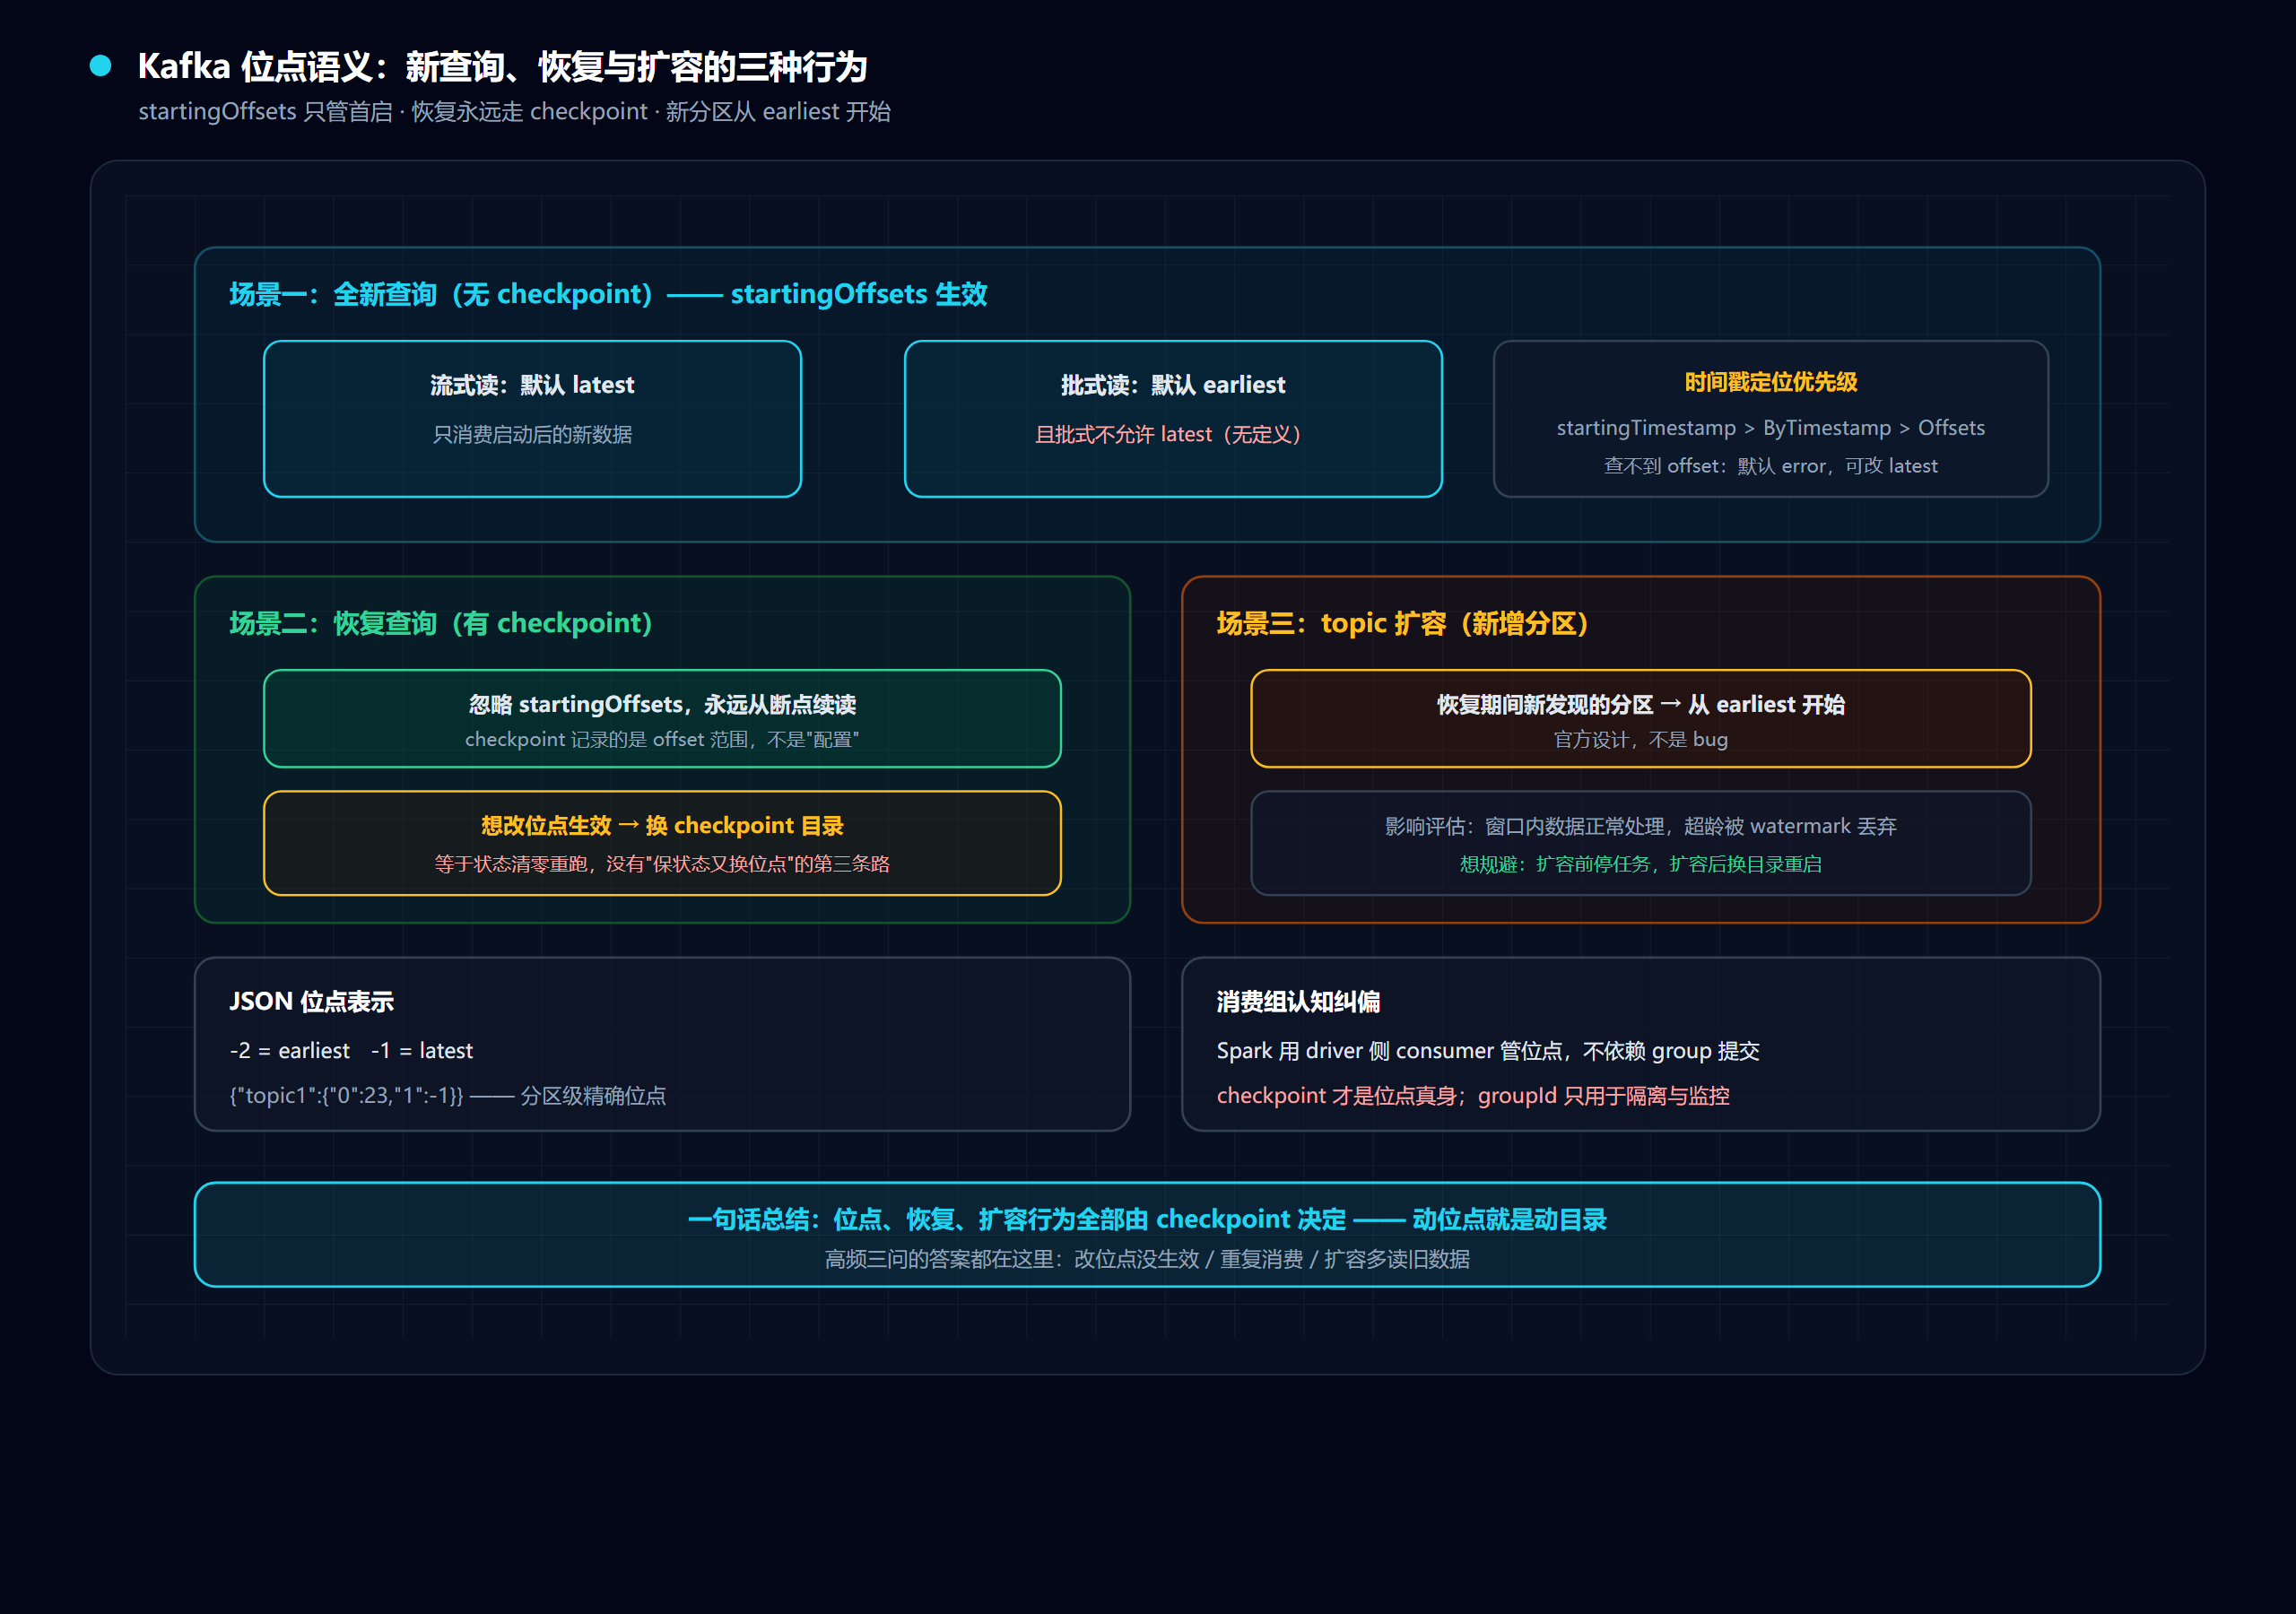 Kafka 位点语义：新查询、恢复与扩容的三种行为
startingOffsets 只管首启 · 恢复永远走 checkpoint · 新分区从 earliest 开始
场景一：全新查询（无 checkpoint）—— startingOffsets 生效
流式读：默认 latest
只消费启动后的新数据
批式读：默认 earliest
且批式不允许 latest（无定义）
时间戳定位优先级
startingTimestamp > ByTimestamp > Offsets
查不到 offset：默认 error，可改 latest
场景二：恢复查询（有 checkpoint）
忽略 startingOffsets，永远从断点续读
checkpoint 记录的是 offset 范围，不是"配置"
想改位点生效 → 换 checkpoint 目录
等于状态清零重跑，没有"保状态又换位点"的第三条路
场景三：topic 扩容（新增分区）
恢复期间新发现的分区 → 从 earliest 开始
官方设计，不是 bug
影响评估：窗口内数据正常处理，超龄被 watermark 丢弃
想规避：扩容前停任务，扩容后换目录重启
JSON 位点表示
-2 = earliest -1 = latest
{"topic1":{"0":23,"1":-1}} —— 分区级精确位点
消费组认知纠偏
Spark 用 driver 侧 consumer 管位点，不依赖 group 提交
checkpoint 才是位点真身；groupId 只用于隔离与监控
一句话总结：位点、恢复、扩容行为全部由 checkpoint 决定 —— 动位点就是动目录
高频三问的答案都在这里：改位点没生效 / 重复消费 / 扩容多读旧数据